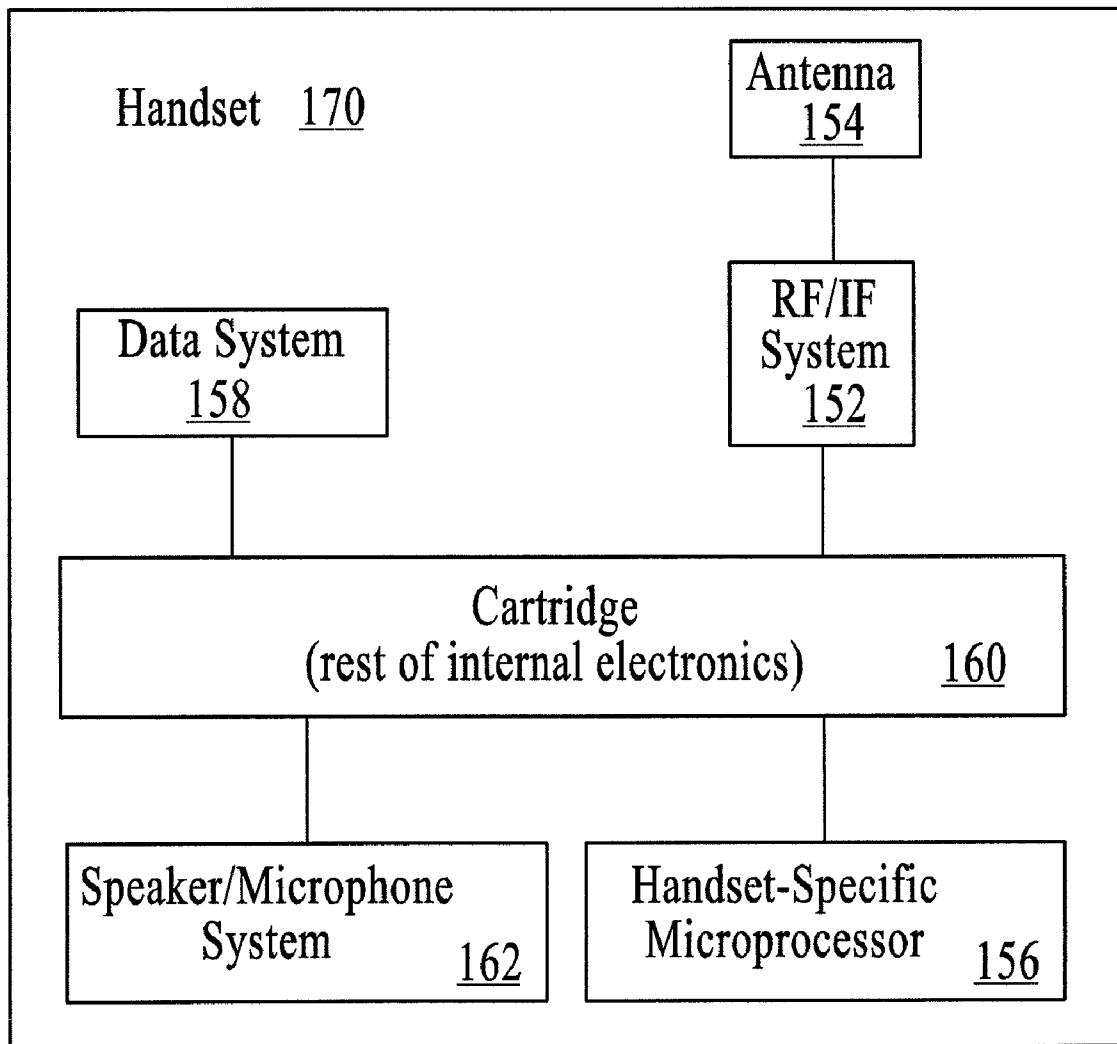 Handset 170
Antenna
154
RF/IF
System
152
Data System
158
Cartridge
(rest of internal electronics) 160
Speaker/Microphone
System 162
Handset-Specific
Microprocessor 156